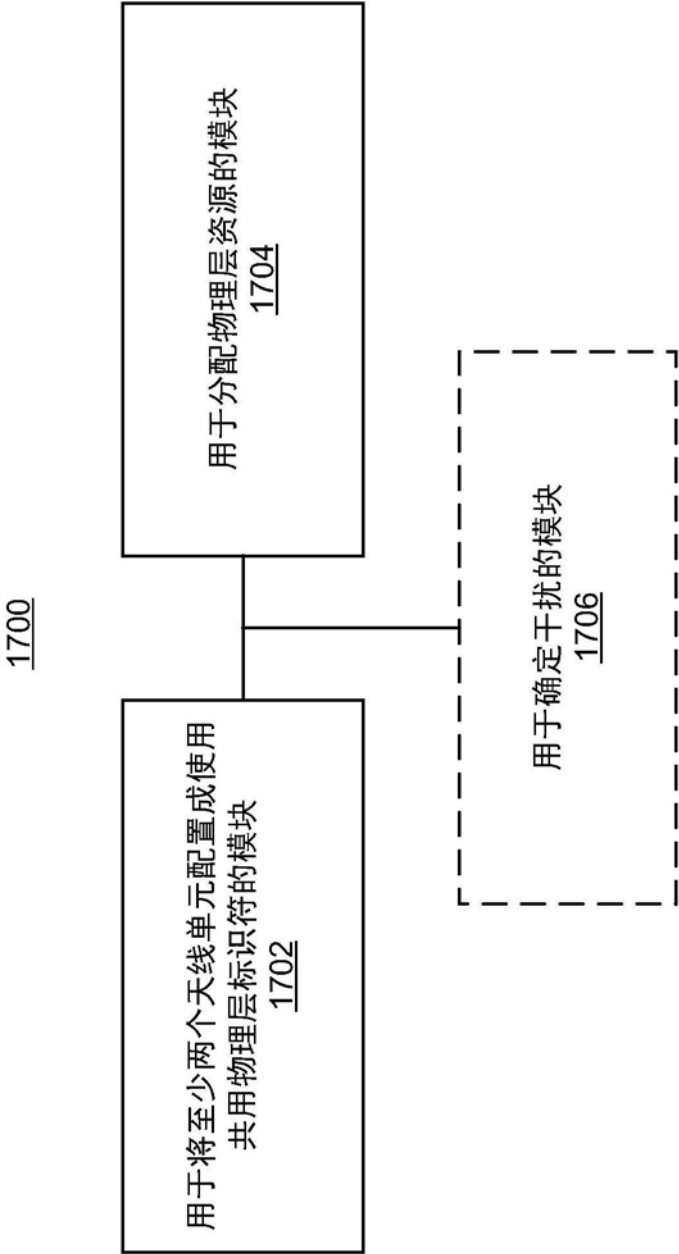 1700
用于将至少两个天线单元配置成使用
共用物理层标识符的模块
1702
用于分配物理层资源的模块
1704
用于确定干扰的模块
1706